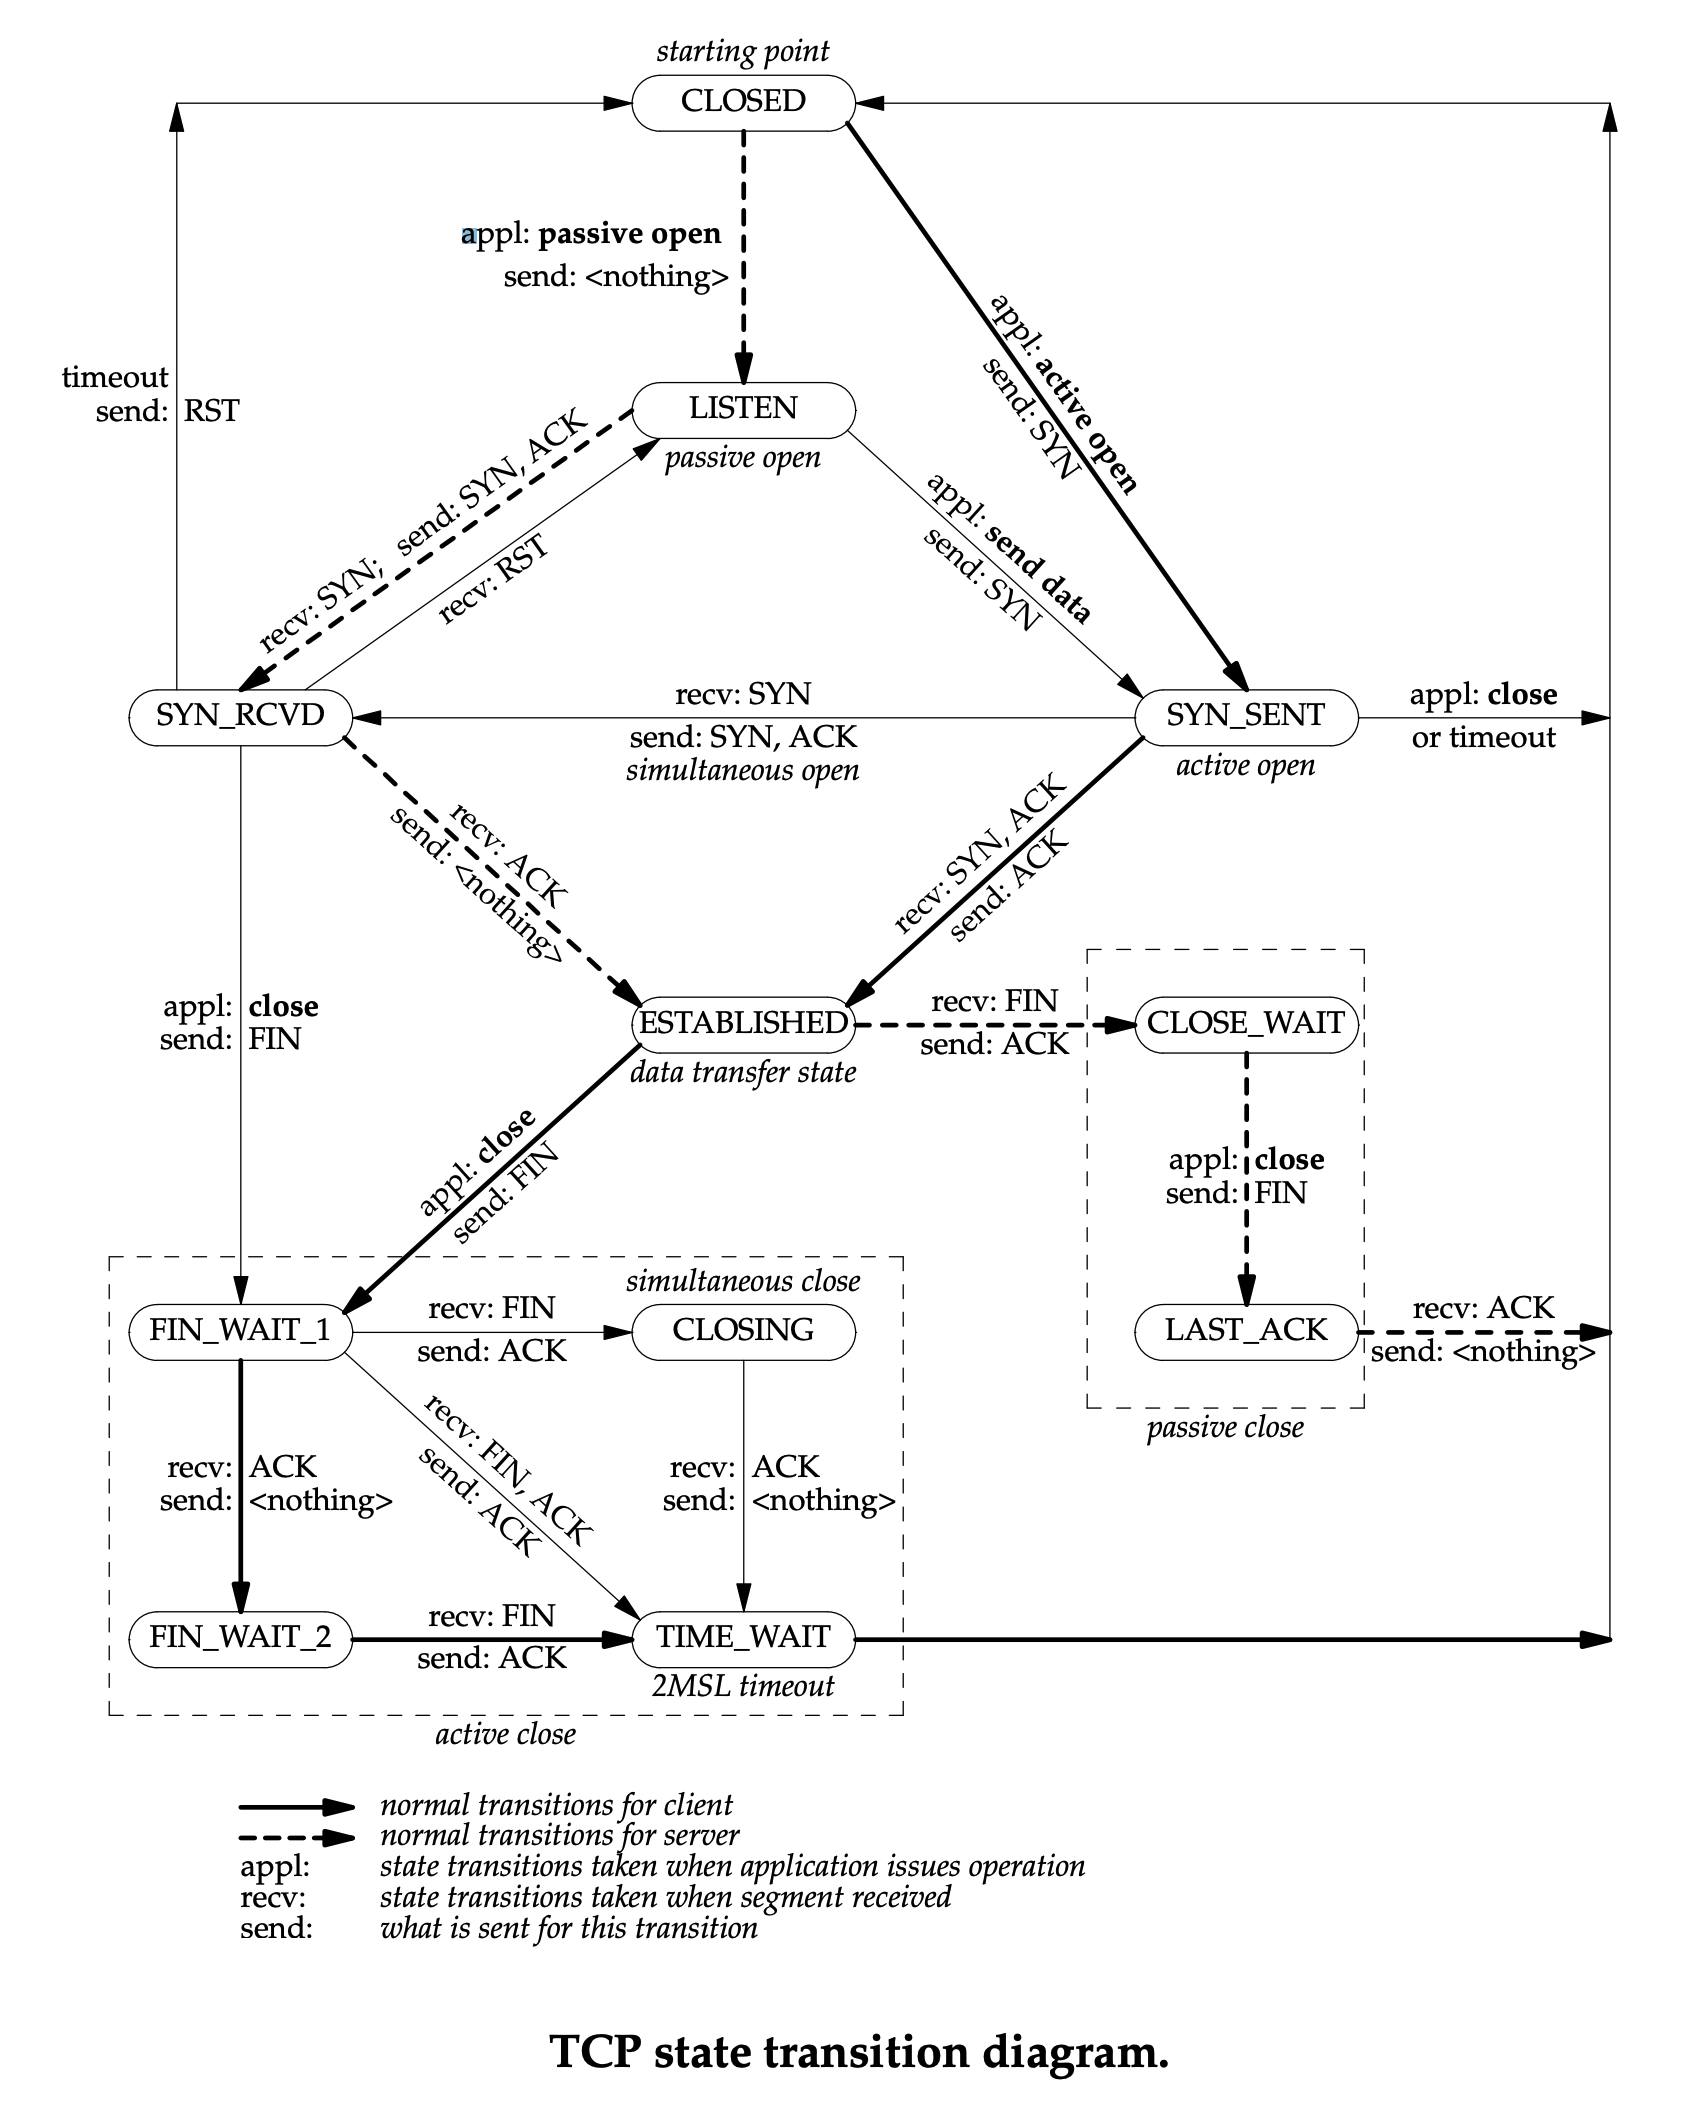 starting point
CLOSED
appl: passive open
send: <nothing>
appl: active open
send: SYN
timeout
send: RST
LISTEN
passive open
recv: SYN; send: SYN, ACK
recv: RST
appl: send data
send: SYN
SYN_RCVD
recv: SYN
send: SYN, ACK
simultaneous open
SYN_SENT
active open
appl: close
or timeout
recv: ACK
send: <nothing>
recv: SYN, ACK
send: ACK
appl: close
send: FIN
ESTABLISHED
data transfer state
recv: FIN
send: ACK
CLOSE_WAIT
appl: close
send: FIN
appl: close
send: FIN
simultaneous close
FIN_WAIT_1
recv: FIN
send: ACK
CLOSING
LAST_ACK
recv: ACK
send: <nothing>
passive close
recv: ACK
send: <nothing>
recv: FIN, ACK
send: ACK
recv: ACK
send: <nothing>
FIN_WAIT_2
recv: FIN
send: ACK
TIME_WAIT
2MSL timeout
active close
normal transitions for client
normal transitions for server
appl: state transitions taken when application issues operation
recv: state transitions taken when segment received
send: what is sent for this transition
TCP state transition diagram.